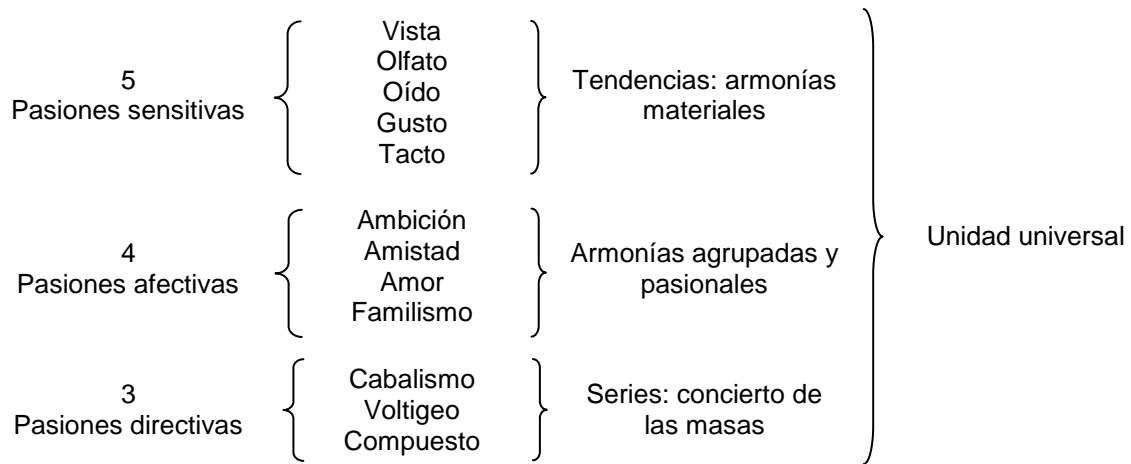 5
Pasiones sensitivas
Vista
Olfato
Oído
Gusto
Tacto
Tendencias: armonías
materiales
4
Pasiones afectivas
Ambición
Amistad
Amor
Familismo
Armonías agrupadas y
pasionales
3
Pasiones directivas
Cabalismo
Voltigeo
Compuesto
Series: concierto de
las masas
Unidad universal